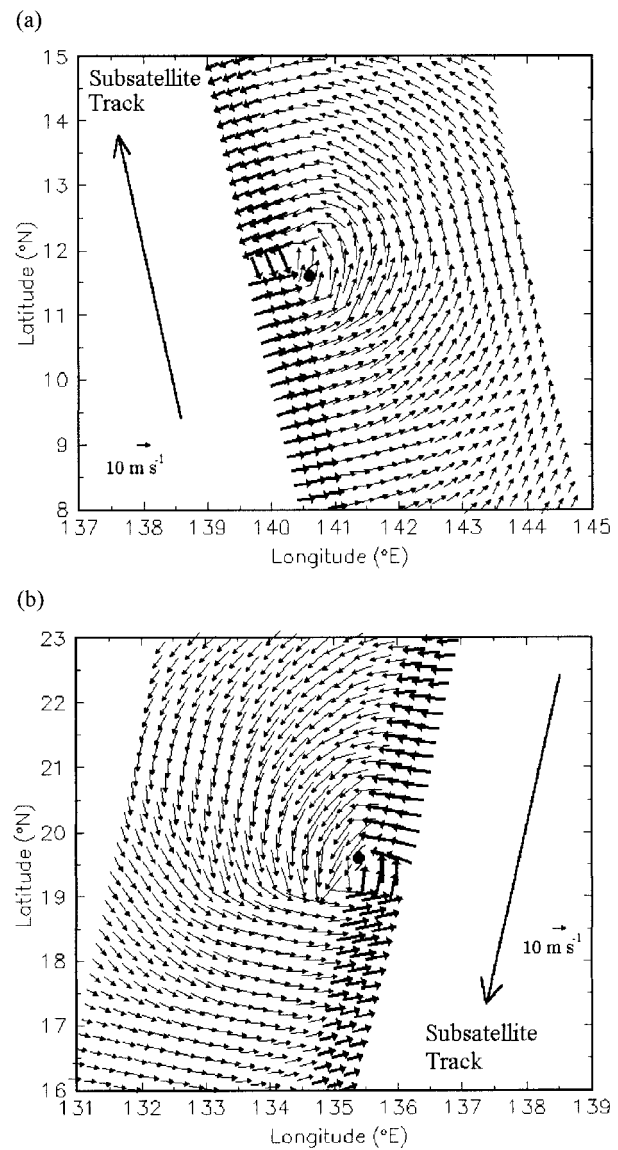 (a)
15
14
13
12
11
10
9
8
Latitude (°N)
Subsatellite
Track
10 m s-1
137 138 139 140 141 142 143 144 145
Longitude (°E)
(b)
23
22
21
20
19
18
17
16
Latitude (°N)
10 m s-1
Subsatellite
Track
131 132 133 134 135 136 137 138 139
Longitude (°E)